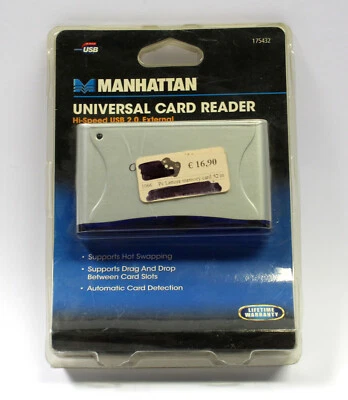 USB
175432
MANHATTAN
UNIVERSAL CARD READER
Hi-Speed USB 2.0, External
€ 16,90
• Supports Hot Swapping
• Supports Drag And Drop
Between Card Slots
• Automatic Card Detection
LIFETIME
WARRANTY